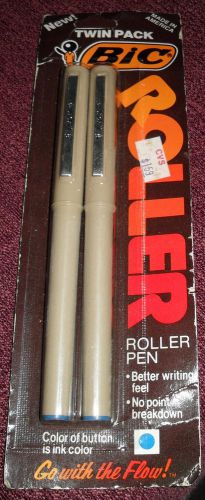 New!
TWIN PACK
MADE IN
AMERICA
BiC
ROLLER
CVS
$1.69
ROLLER
PEN
• Better writing
feel
• No point
breakdown
Color of button
is ink color
Go with the Flow!™